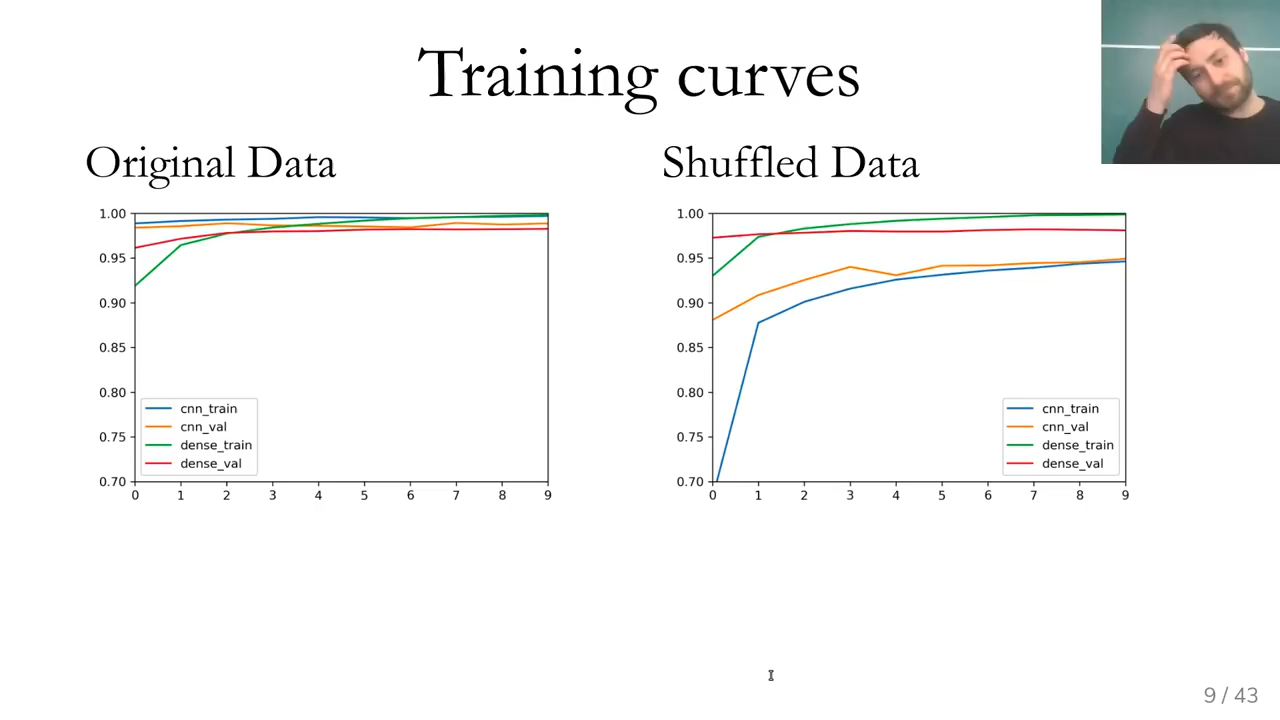 Training curves
Original Data
Shuffled Data
1.00
0.95
0.90
0.85
0.80
0.75
0.70
0 1 2 3 4 5 6 7 8 9
cnn_train
cnn_val
dense_train
dense_val
1.00
0.95
0.90
0.85
0.80
0.75
0.70
0 1 2 3 4 5 6 7 8 9
cnn_train
cnn_val
dense_train
dense_val
9 / 43